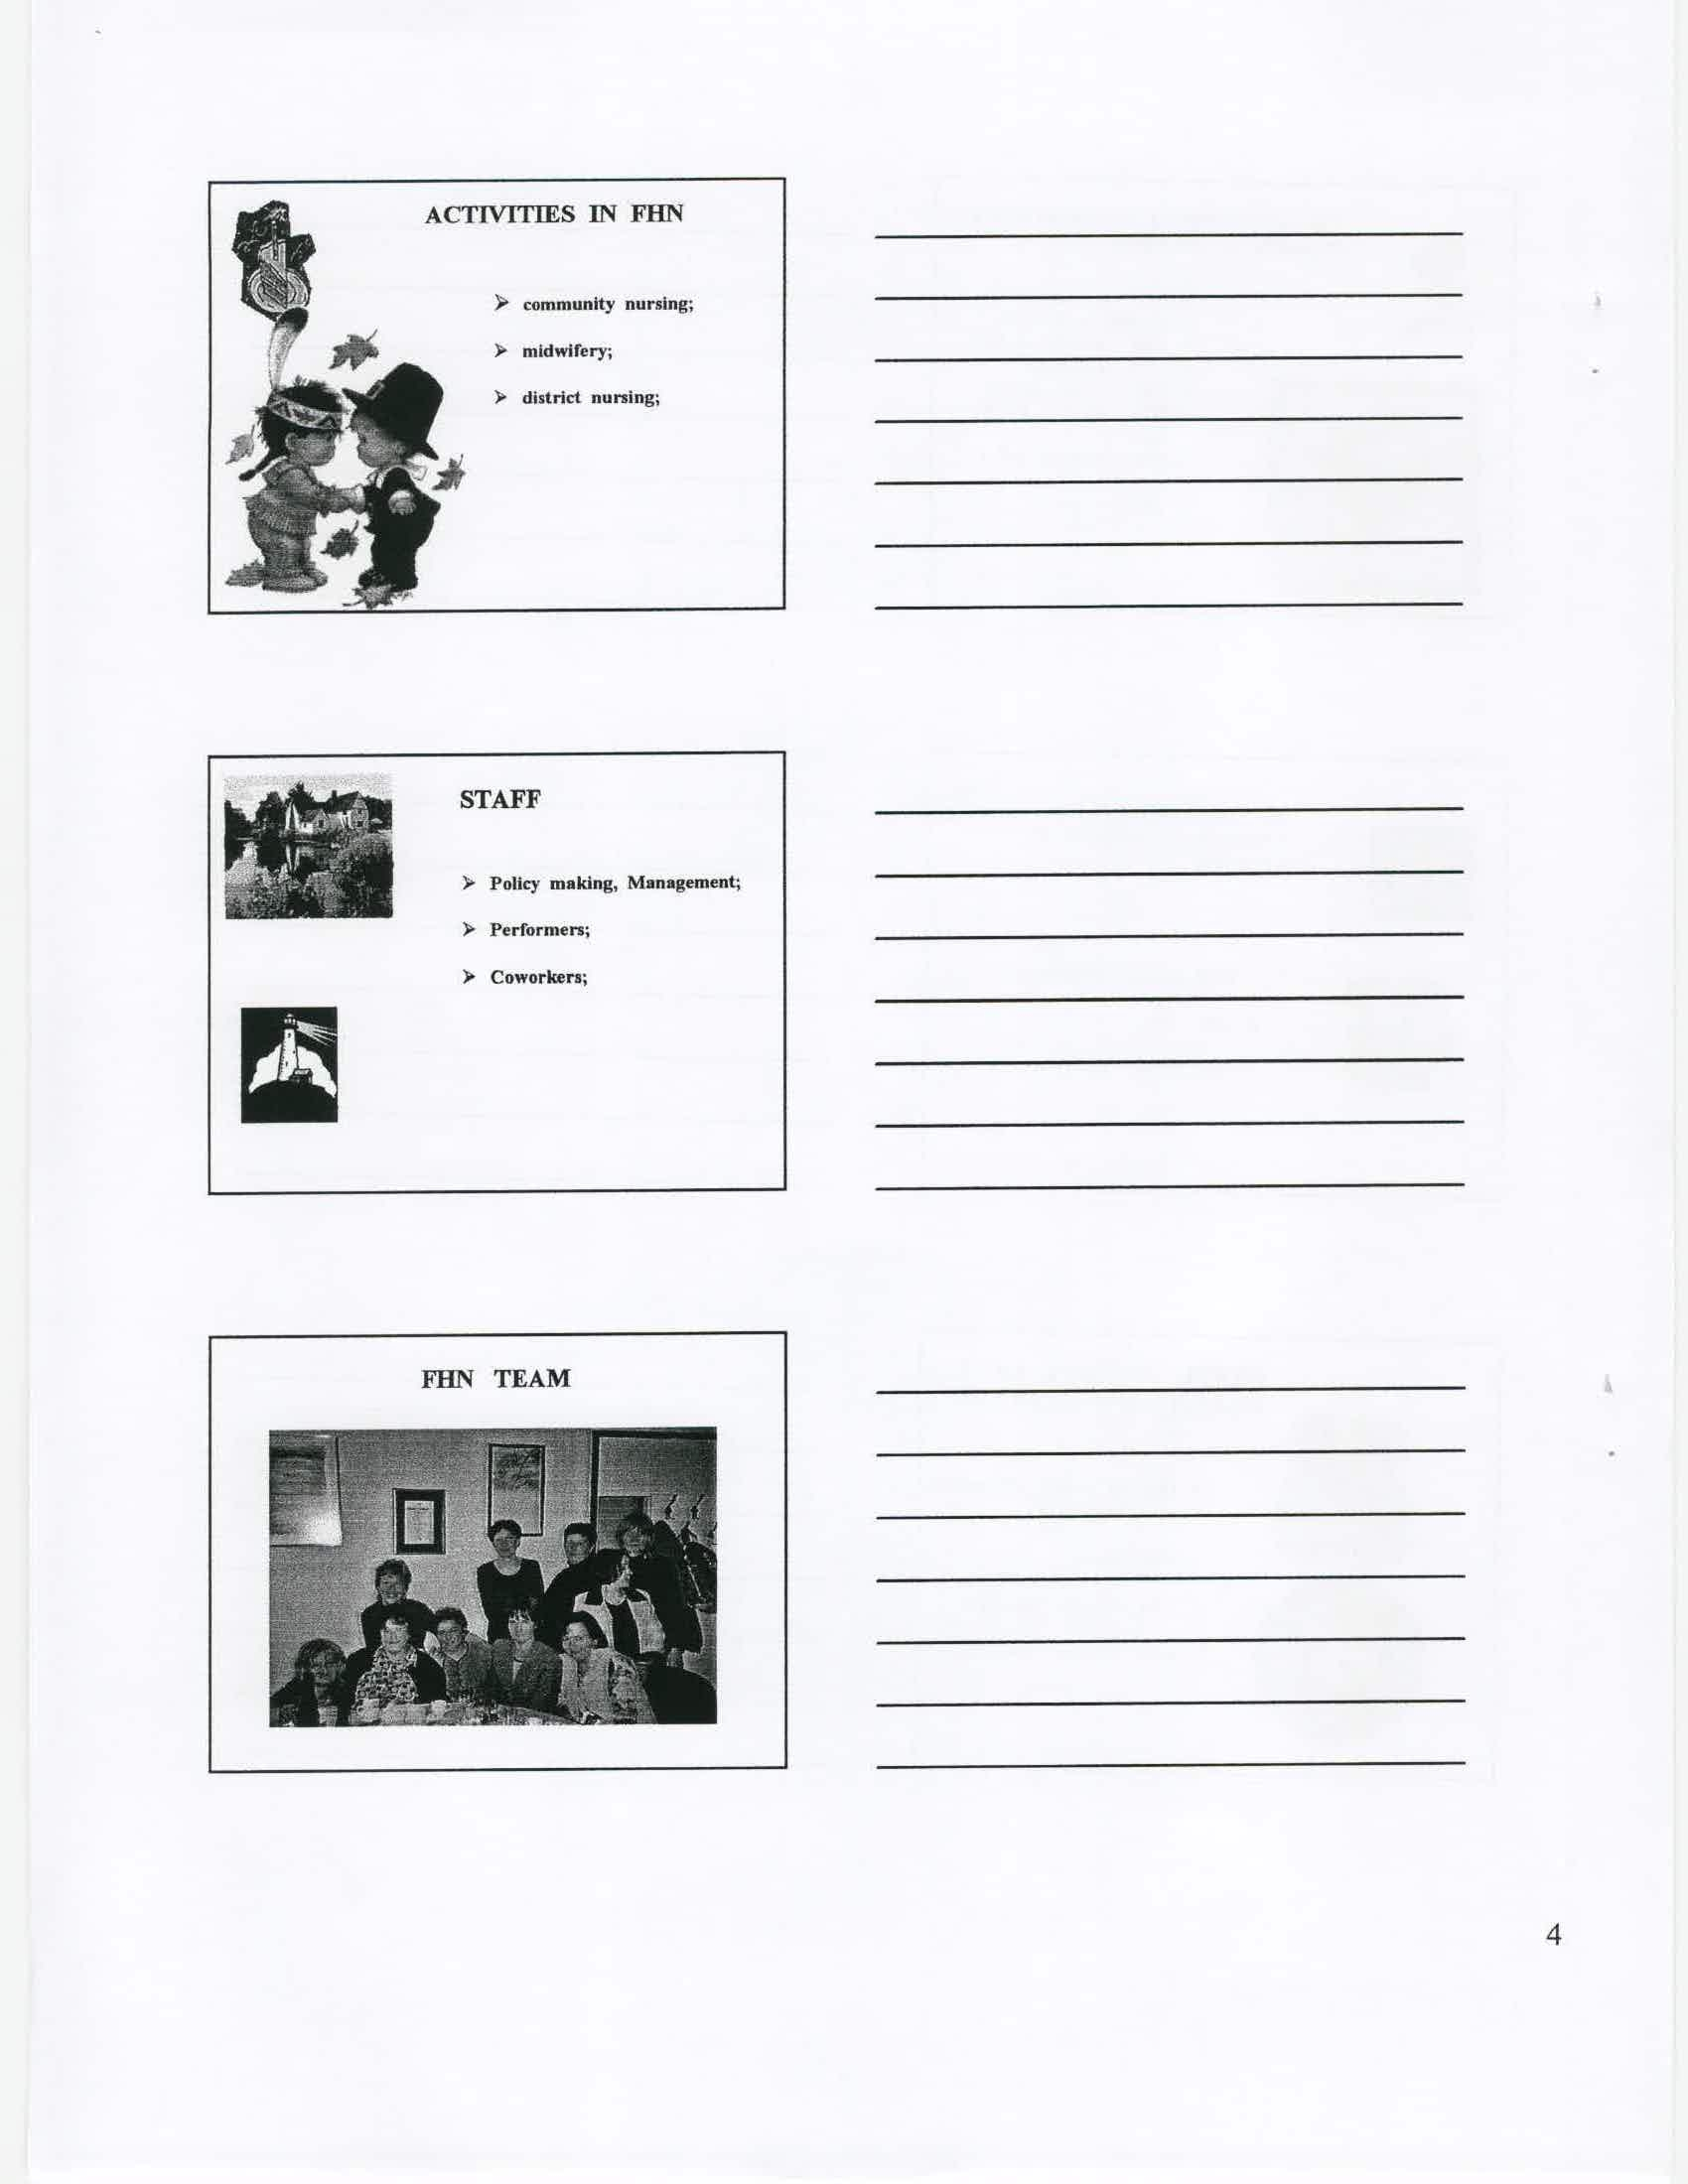 ACTIVITIES IN FHN
➢ community nursing;
➢ midwifery;
➢ district nursing;
STAFF
➢ Policy making, Management;
➢ Performers;
➢ Coworkers;
FHN TEAM
4